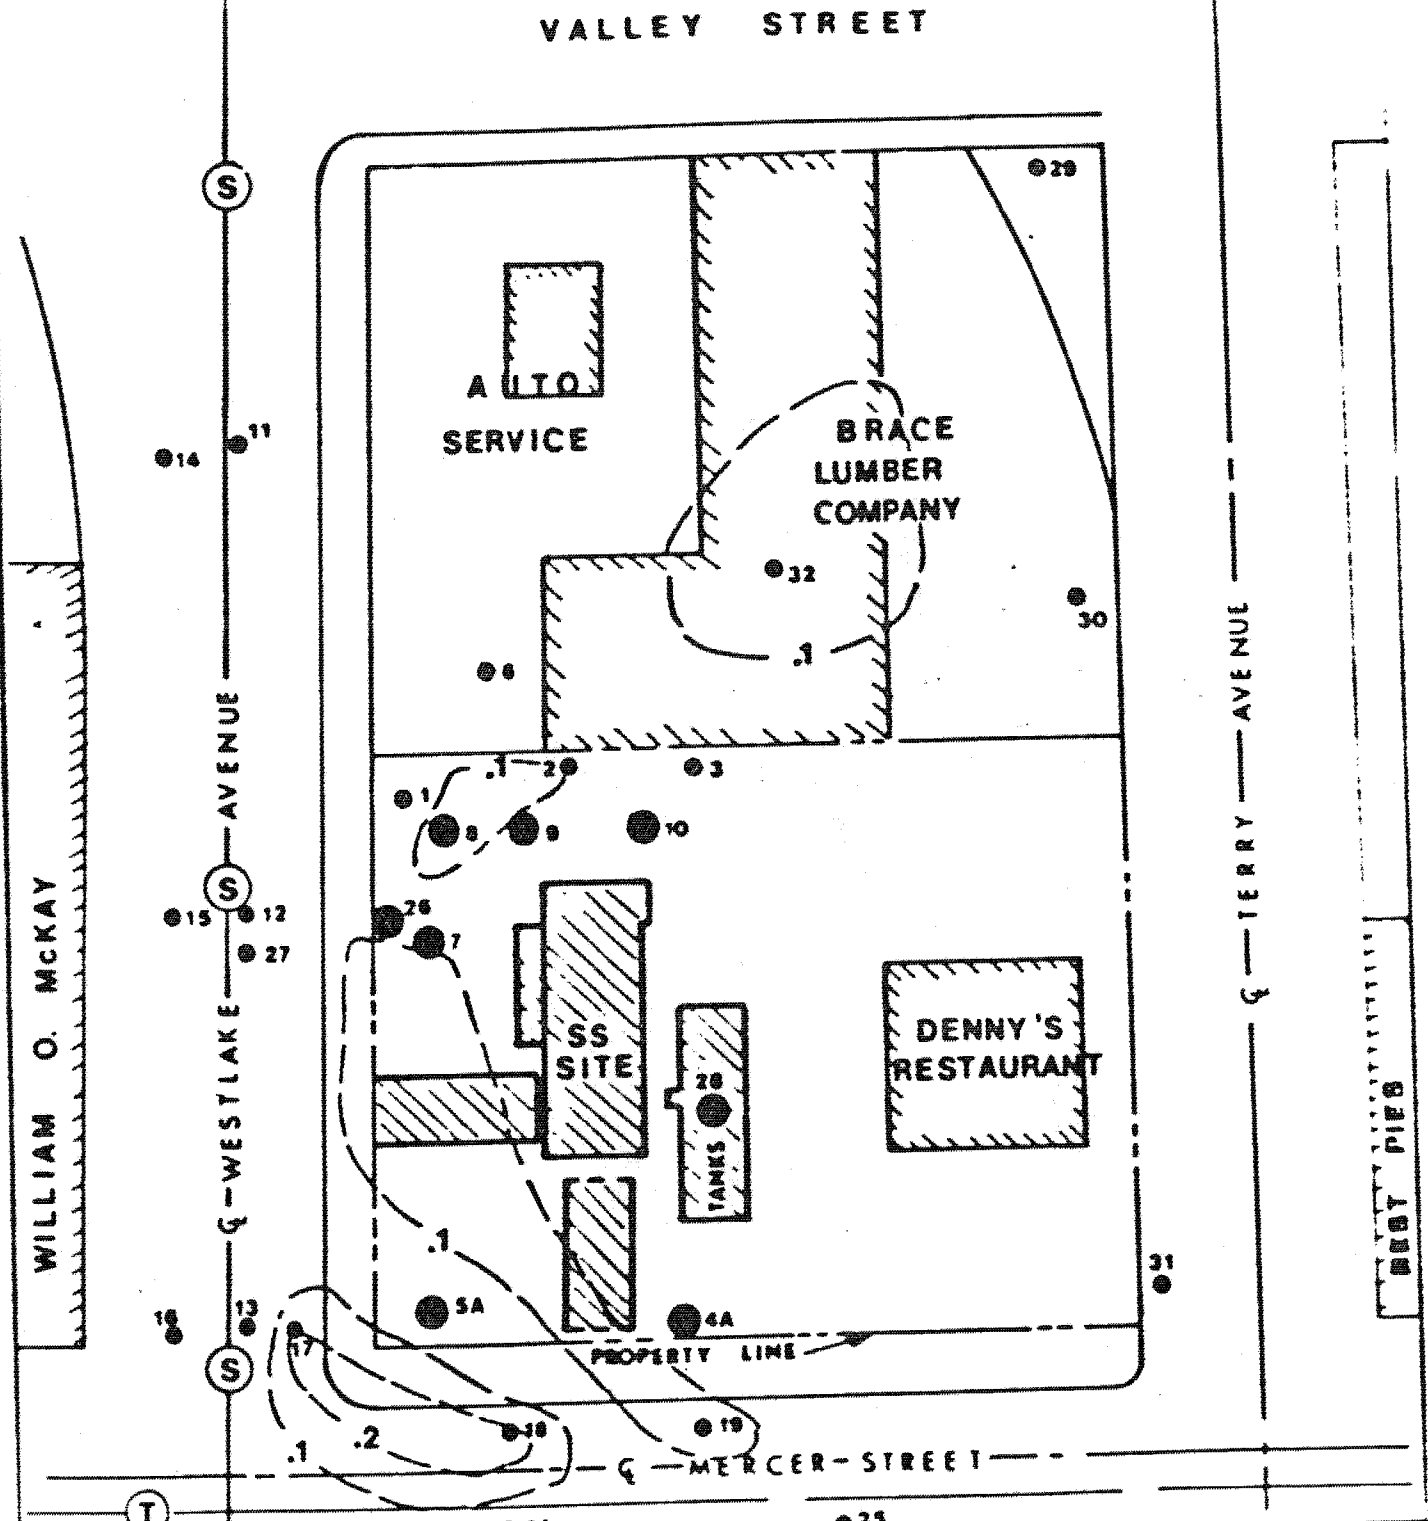 VALLEY STREET
S
29
AUTO
SERVICE
BRACE
LUMBER
COMPANY
11
14
32
30
6
.1
.1
2
3
1
8
9
10
S
15
12
27
26
7
WILLIAM O. McKAY
℄ WESTLAKE AVENUE
℄ TERRY AVENUE
SS
SITE
28
TANKS
DENNY'S
RESTAURANT
.1
5A
4A
31
16
13
17
S
PROPERTY LINE
18
19
.2
.1
℄ MERCER STREET
T
25